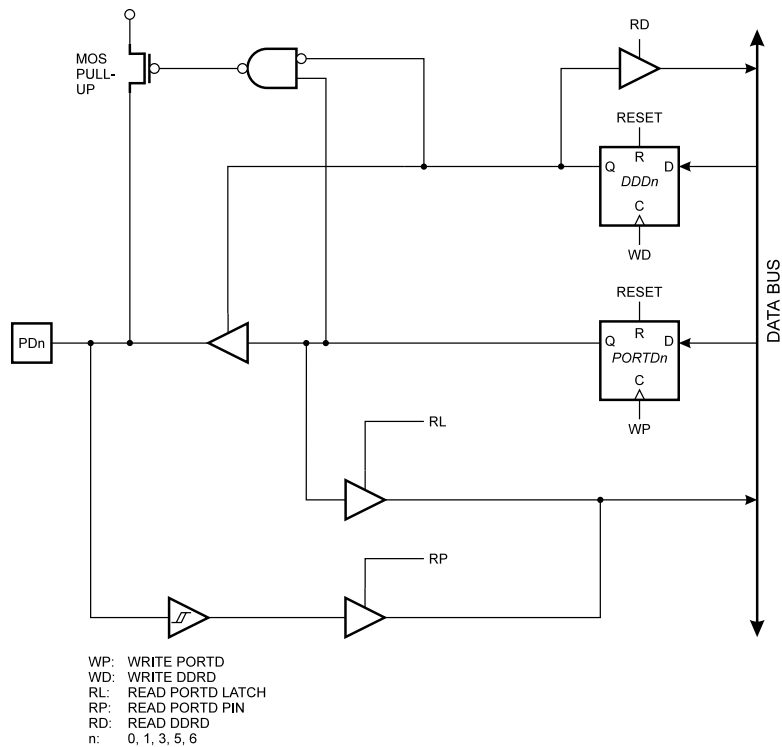 RD
MOS
PULL-
UP
RESET
R
Q
D
DDDn
C
WD
DATA BUS
RESET
PDn
R
Q
D
PORTDn
C
WP
RL
RP
WP: WRITE PORTD
WD: WRITE DDRD
RL: READ PORTD LATCH
RP: READ PORTD PIN
RD: READ DDRD
n: 0, 1, 3, 5, 6